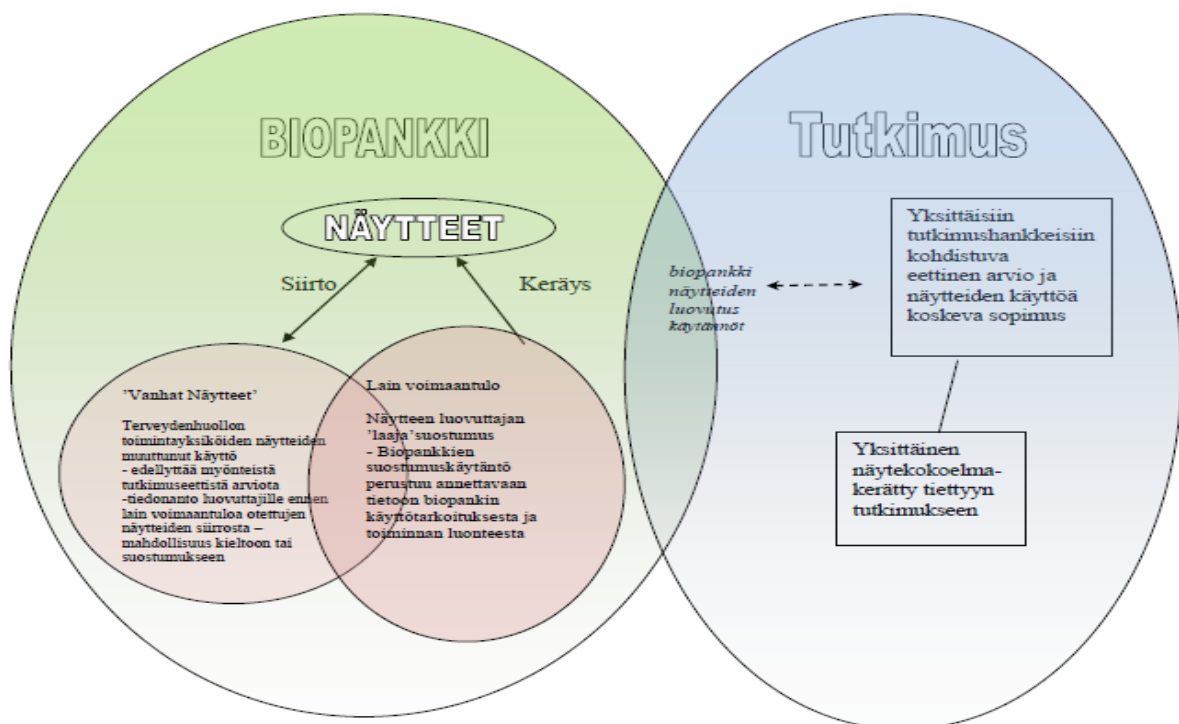 BIOPANKKI
NÄYTTEET
Siirto
Keräys
'Vanhat Näytteet'
Terveydenhuollon
toimintayksiköiden näytteiden
muuttunut käyttö
- edellyttää myönteistä
tutkimuseettistä arviota
-tiedonanto luovuttajille ennen
lain voimaantuloa otettujen
näytteiden siirrosta –
mahdollisuus kieltoon tai
suostumukseen
Lain voimaantulo
Näytteen luovuttajan
'laaja'suostumus
- Biopankkien
suostumuskäytäntö
perustuu annettavaan
tietoon biopankin
käyttötarkoituksesta ja
toiminnan luonteesta
biopankki
näytteiden
luovutus
käytännöt
Tutkimus
Yksittäisiin
tutkimushankkeisiin
kohdistuva
eettinen arvio ja
näytteiden käyttöä
koskeva sopimus
Yksittäinen
näytekokoelma-
kerätty tiettyyn
tutkimukseen